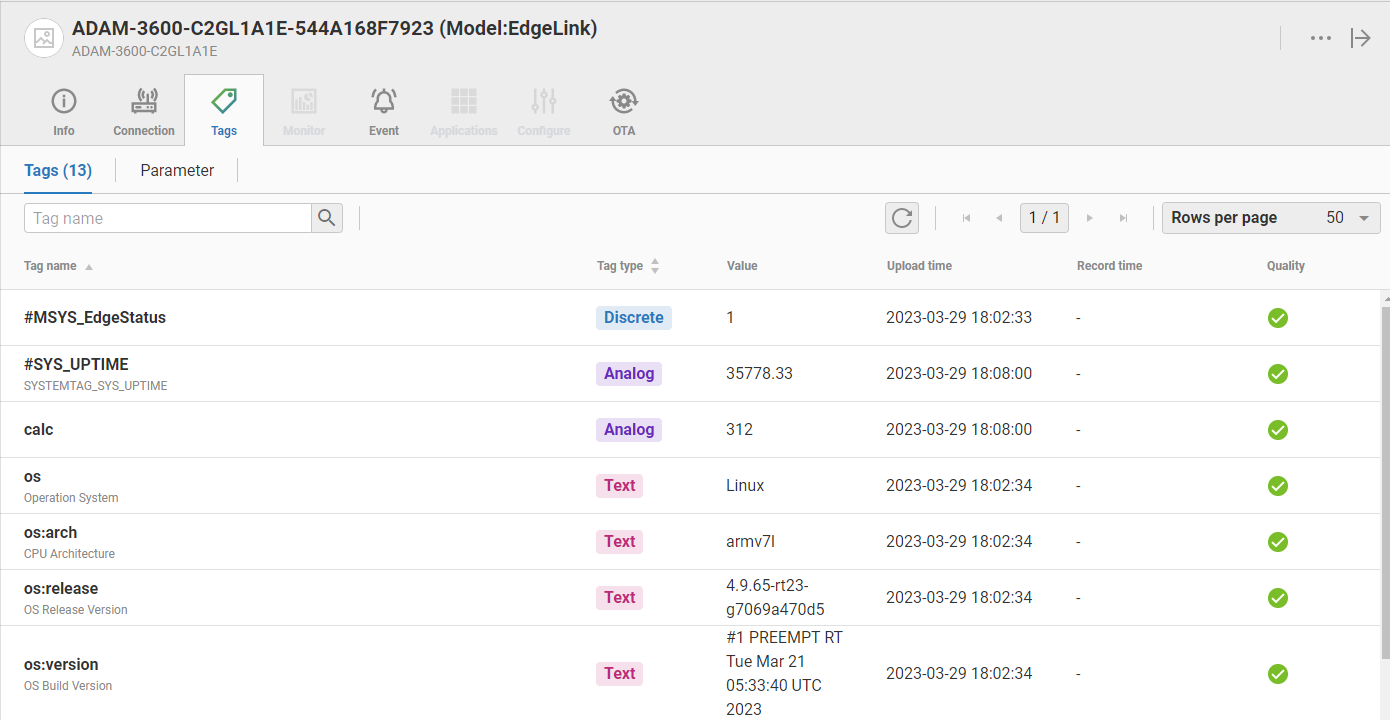 ADAM-3600-C2GL1A1E-544A168F7923 (Model:EdgeLink)
ADAM-3600-C2GL1A1E
Info
Connection
Tags
Monitor
Event
Applications
Configure
OTA
Tags (13)
Parameter
Tag name
1 / 1
Rows per page 50
Tag name Tag type Value Upload time Record time Quality
#MSYS_EdgeStatus Discrete 1 2023-03-29 18:02:33 -
#SYS_UPTIME
SYSTEMTAG_SYS_UPTIME
Analog 35778.33 2023-03-29 18:08:00 -
calc Analog 312 2023-03-29 18:08:00 -
os
Operation System
Text Linux 2023-03-29 18:02:34 -
os:arch
CPU Architecture
Text armv7l 2023-03-29 18:02:34 -
os:release
OS Release Version
Text
4.9.65-rt23-
g7069a470d5
2023-03-29 18:02:34 -
os:version
OS Build Version
Text
#1 PREEMPT RT
Tue Mar 21
05:33:40 UTC
2023
2023-03-29 18:02:34 -